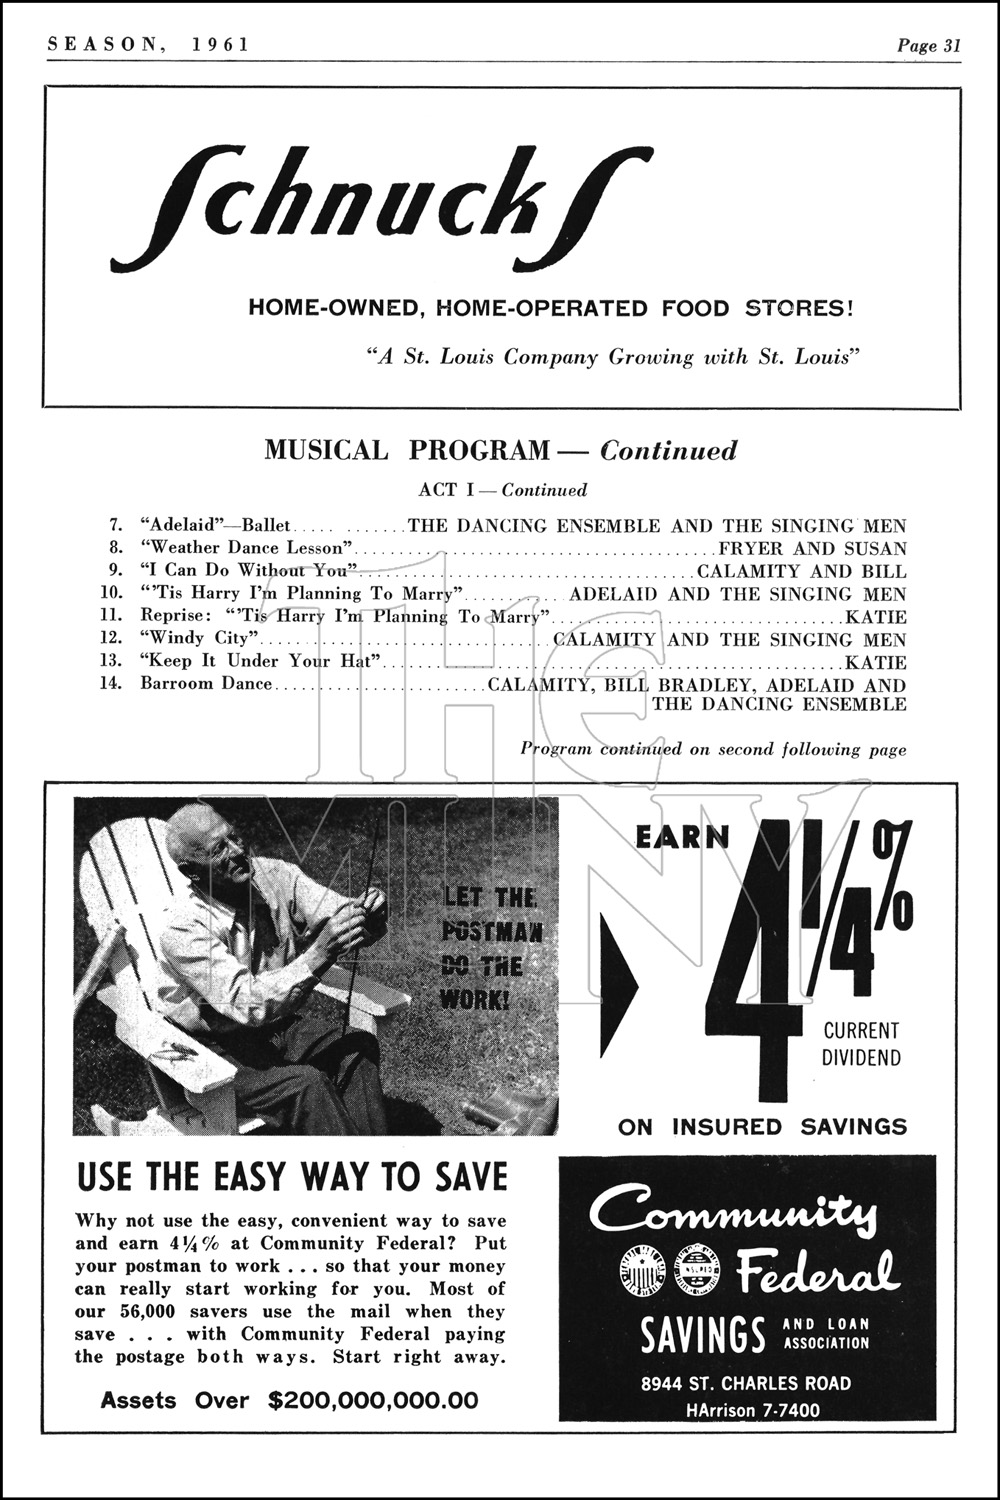 SEASON, 1961 Page 31
Schnucks
HOME-OWNED, HOME-OPERATED FOOD STORES!
“A St. Louis Company Growing with St. Louis”
MUSICAL PROGRAM — Continued
ACT I — Continued
7. “Adelaid”—Ballet..... .......THE DANCING ENSEMBLE AND THE SINGING MEN
8. “Weather Dance Lesson”........................................FRYER AND SUSAN
9. “I Can Do Without You”.....................................CALAMITY AND BILL
10. “’Tis Harry I’m Planning To Marry”............ADELAID AND THE SINGING MEN
11. Reprise: “’Tis Harry I’m Planning To Marry”................................KATIE
12. “Windy City”................................CALAMITY AND THE SINGING MEN
13. “Keep It Under Your Hat”..................................................KATIE
14. Barroom Dance.......................CALAMITY, BILL BRADLEY, ADELAID AND
THE DANCING ENSEMBLE
Program continued on second following page
The
MUNY
LET THE
POSTMAN
DO THE
WORK!
EARN 4 1/4 %
CURRENT
DIVIDEND
ON INSURED SAVINGS
USE THE EASY WAY TO SAVE
Why not use the easy, convenient way to save
and earn 4¼% at Community Federal? Put
your postman to work . . . so that your money
can really start working for you. Most of
our 56,000 savers use the mail when they
save . . . with Community Federal paying
the postage both ways. Start right away.
Assets Over $200,000,000.00
Community
Federal
SAVINGS AND LOAN
ASSOCIATION
8944 ST. CHARLES ROAD
HArrison 7-7400